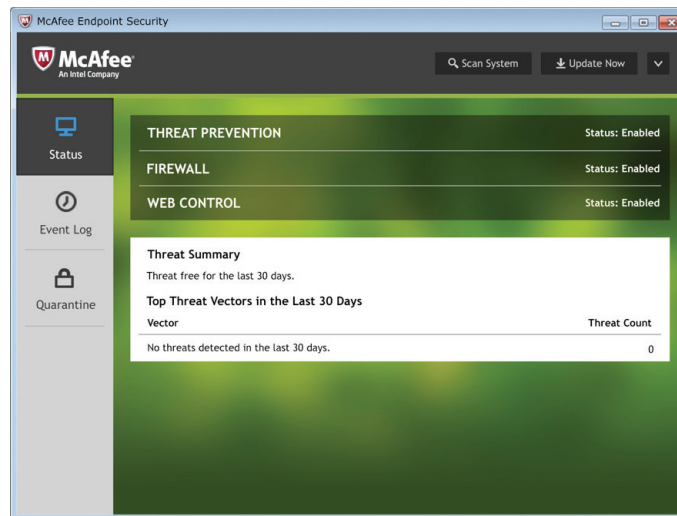 McAfee Endpoint Security
McAfee
An Intel Company
Scan System
Update Now
Status
Event Log
Quarantine
THREAT PREVENTION Status: Enabled
FIREWALL Status: Enabled
WEB CONTROL Status: Enabled
Threat Summary
Threat free for the last 30 days.
Top Threat Vectors in the Last 30 Days
Vector Threat Count
No threats detected in the last 30 days. 0